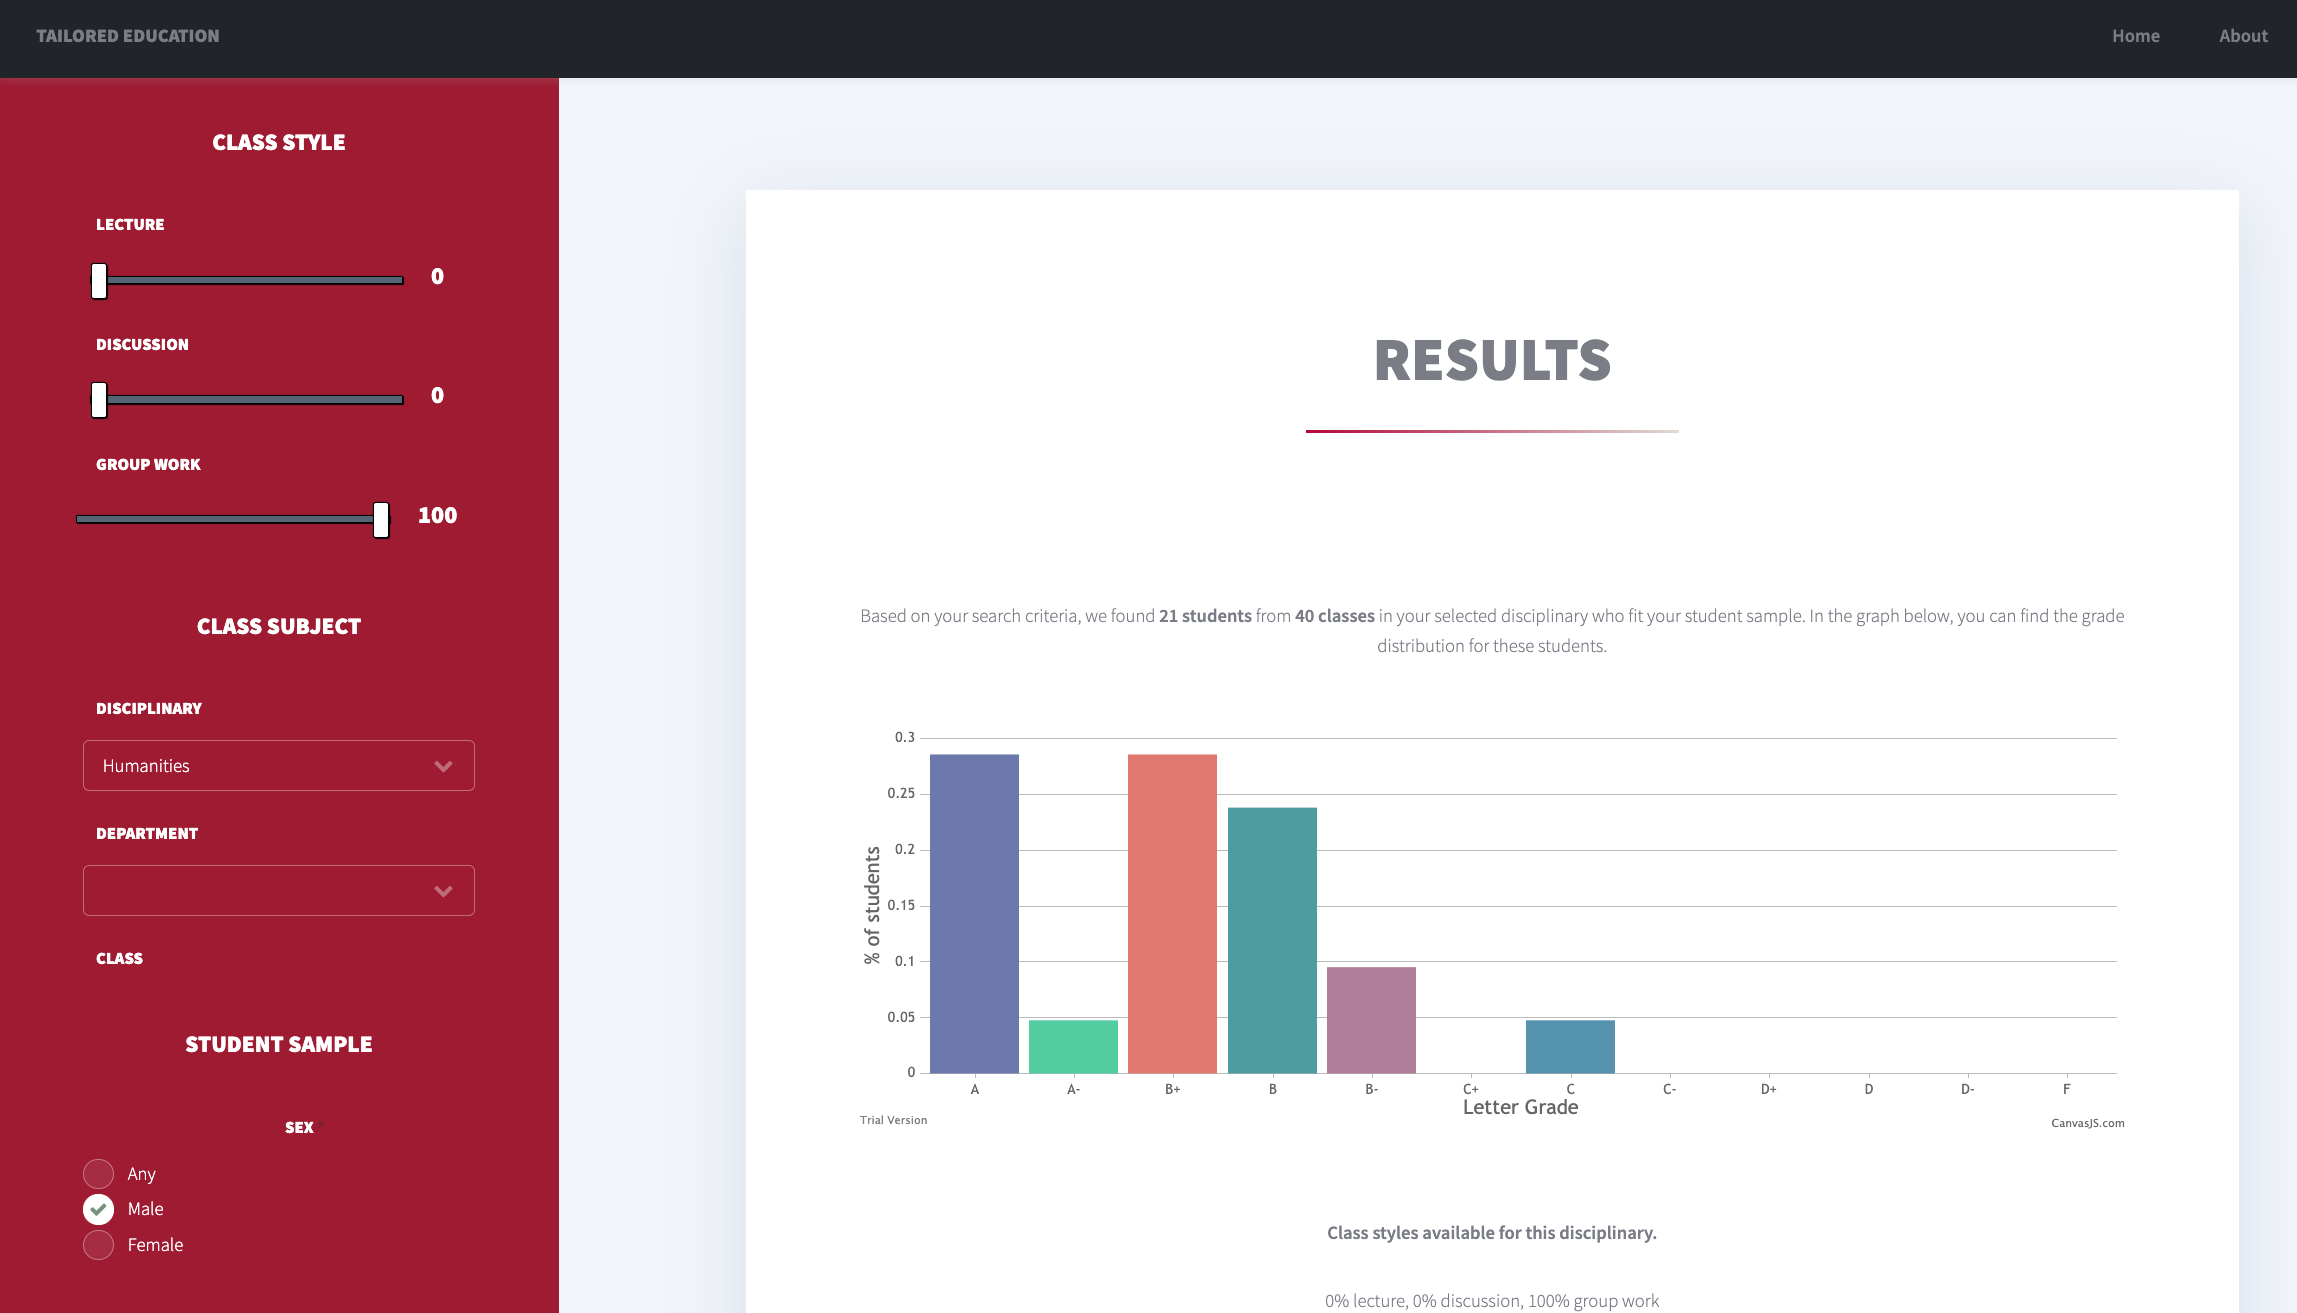 TAILORED EDUCATION
Home
About
CLASS STYLE
LECTURE
0
DISCUSSION
0
GROUP WORK
100
CLASS SUBJECT
DISCIPLINARY
Humanities
DEPARTMENT
CLASS
STUDENT SAMPLE
SEX
Any
Male
Female
RESULTS
Based on your search criteria, we found 21 students from 40 classes in your selected disciplinary who fit your student sample. In the graph below, you can find the grade
distribution for these students.
% of students
0.3
0.25
0.2
0.15
0.1
0.05
0
A A- B+ B B- C+ C C- D+ D D- F
Letter Grade
Trial Version
CanvasJS.com
Class styles available for this disciplinary.
0% lecture, 0% discussion, 100% group work